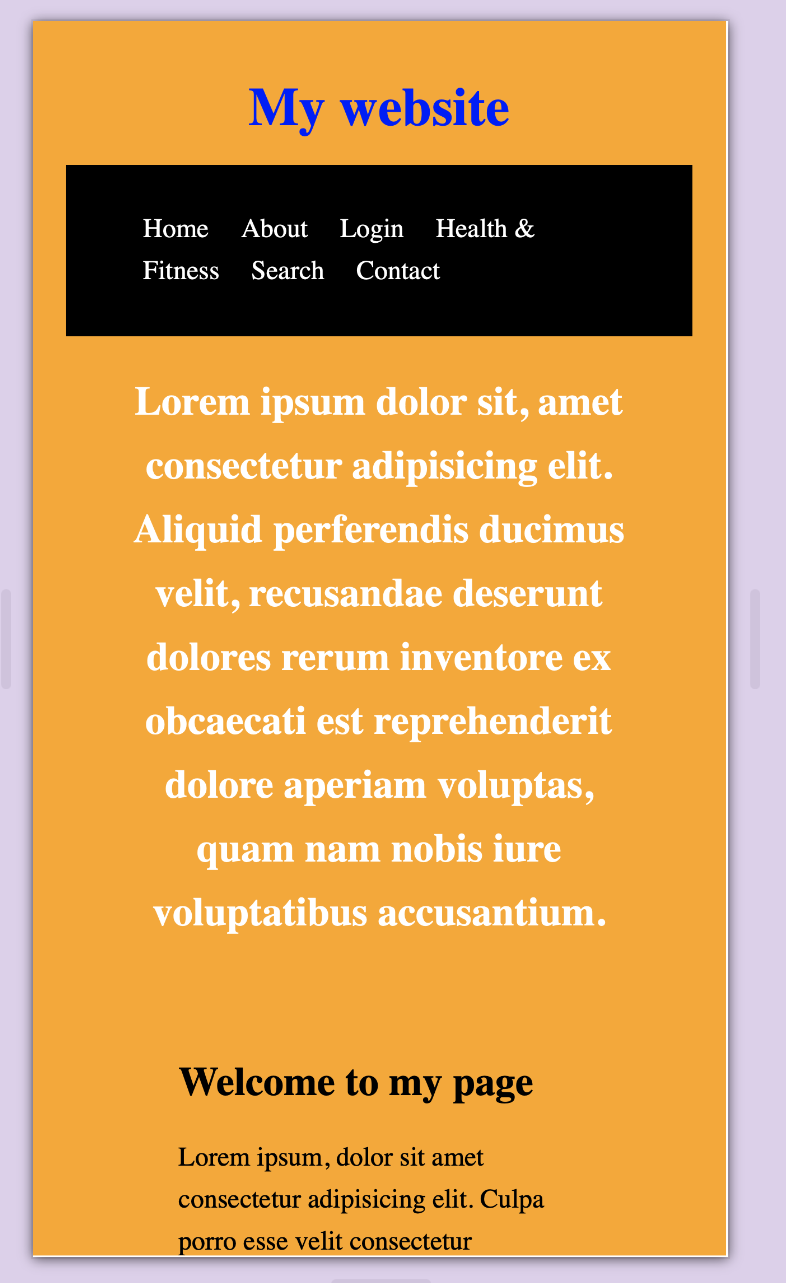 My website
Home About Login Health &
Fitness Search Contact
Lorem ipsum dolor sit, amet
consectetur adipisicing elit.
Aliquid perferendis ducimus
velit, recusandae deserunt
dolores rerum inventore ex
obcaecati est reprehenderit
dolore aperiam voluptas,
quam nam nobis iure
voluptatibus accusantium.
Welcome to my page
Lorem ipsum, dolor sit amet
consectetur adipisicing elit. Culpa
porro esse velit consectetur